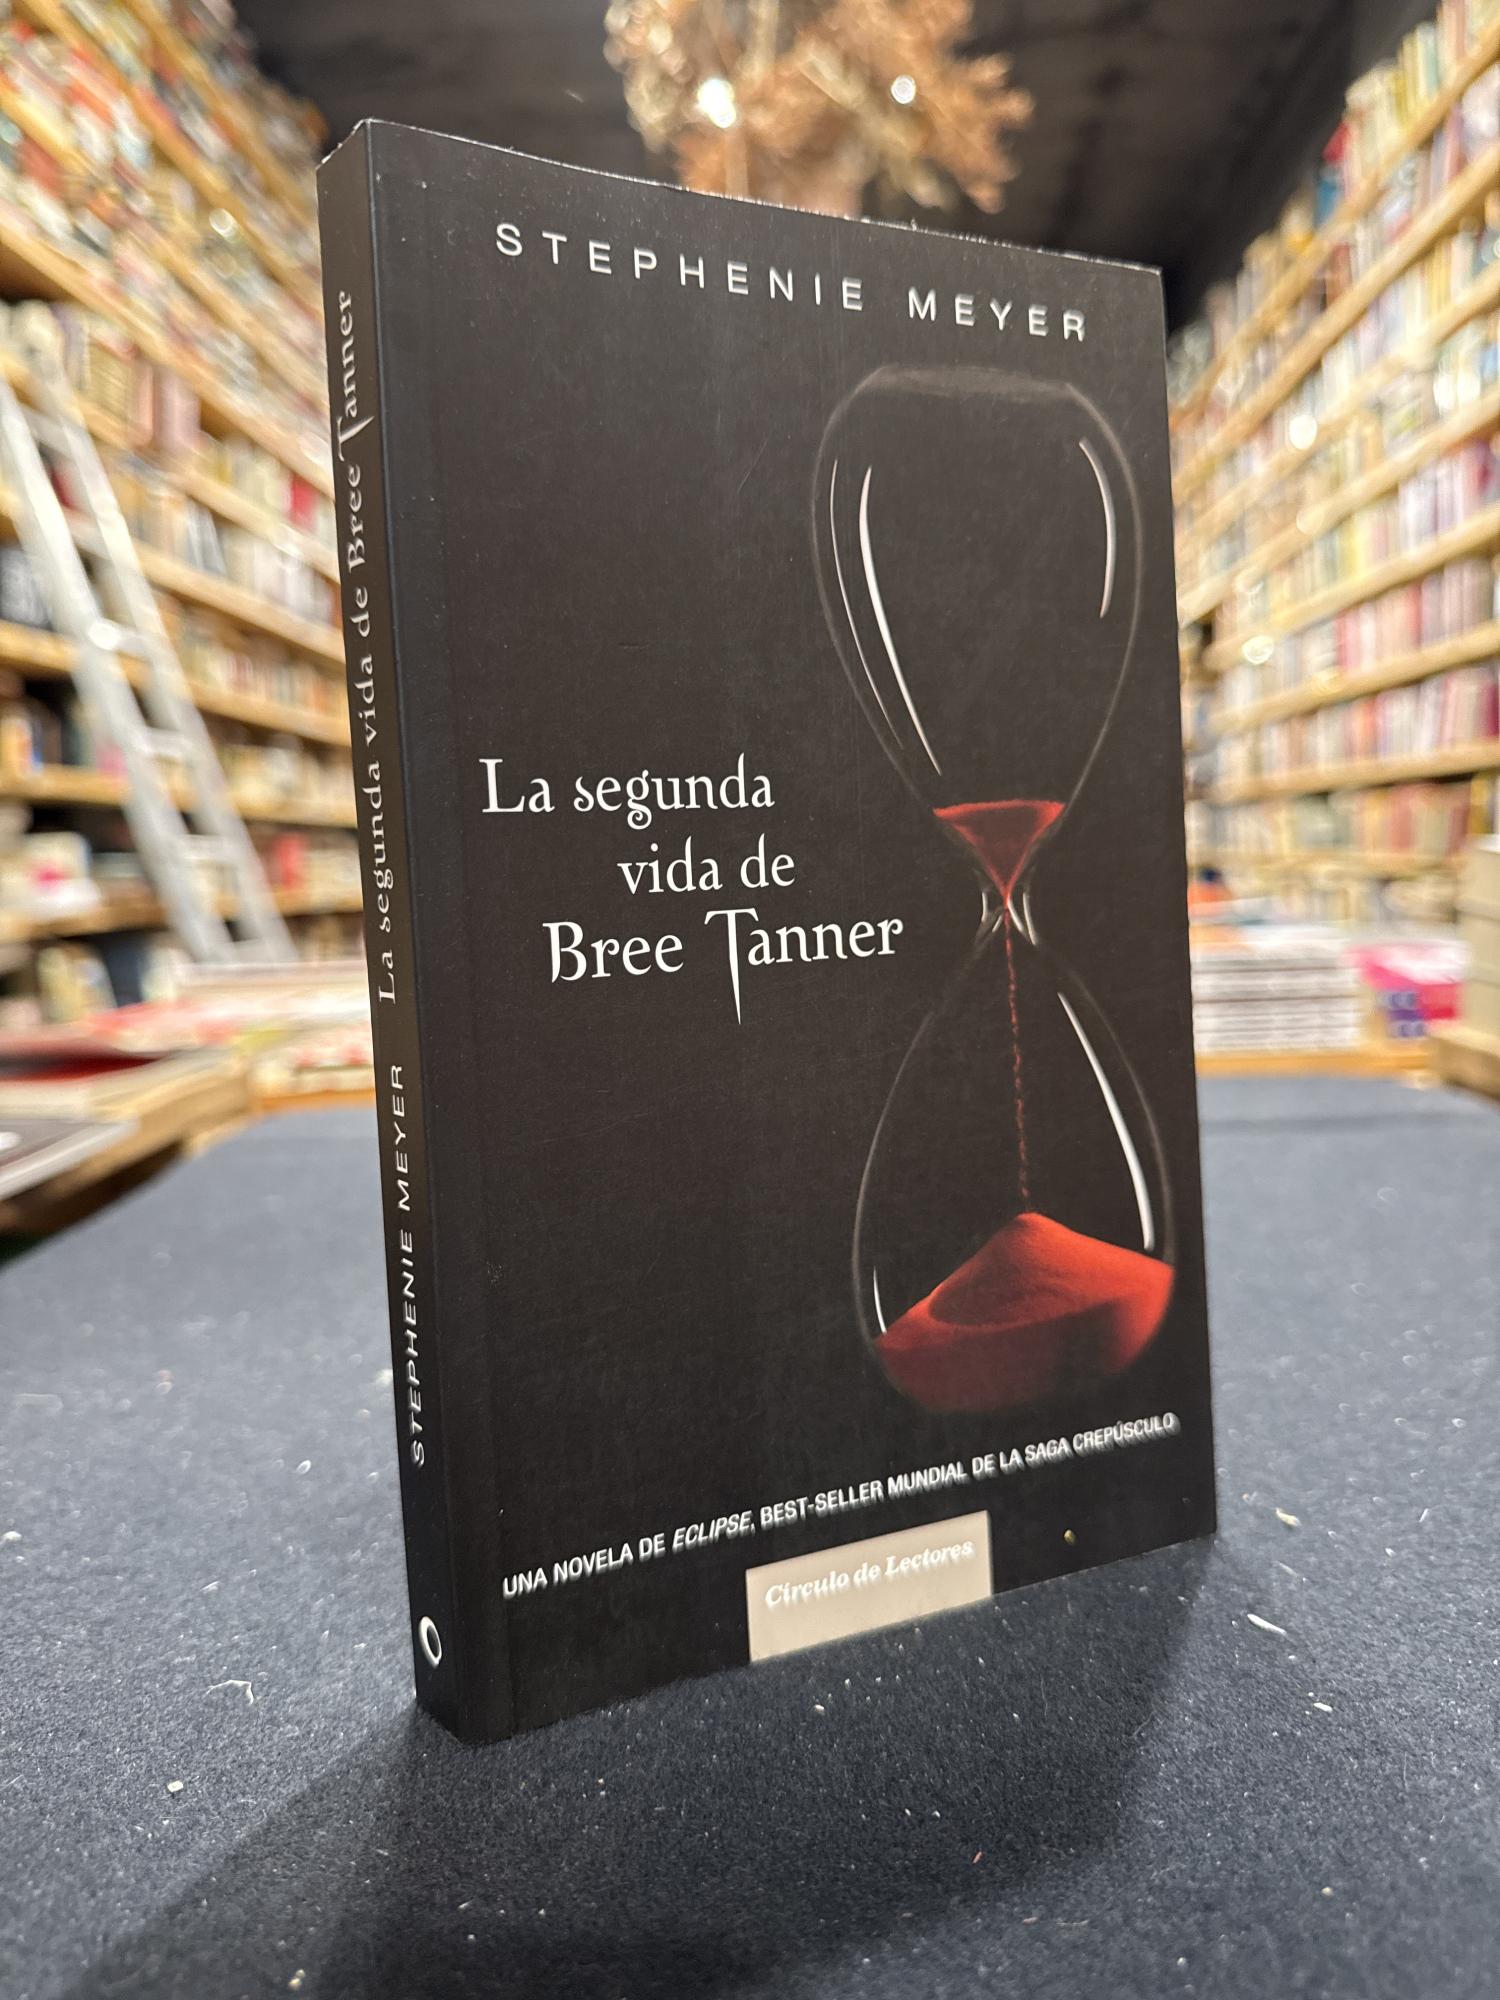 STEPHENIE MEYER
La segunda
vida de
Bree Tanner
UNA NOVELA DE ECLIPSE, BEST-SELLER MUNDIAL DE LA SAGA CREPÚSCULO
Círculo de Lectores
STEPHENIE MEYER La segunda vida de Bree Tanner